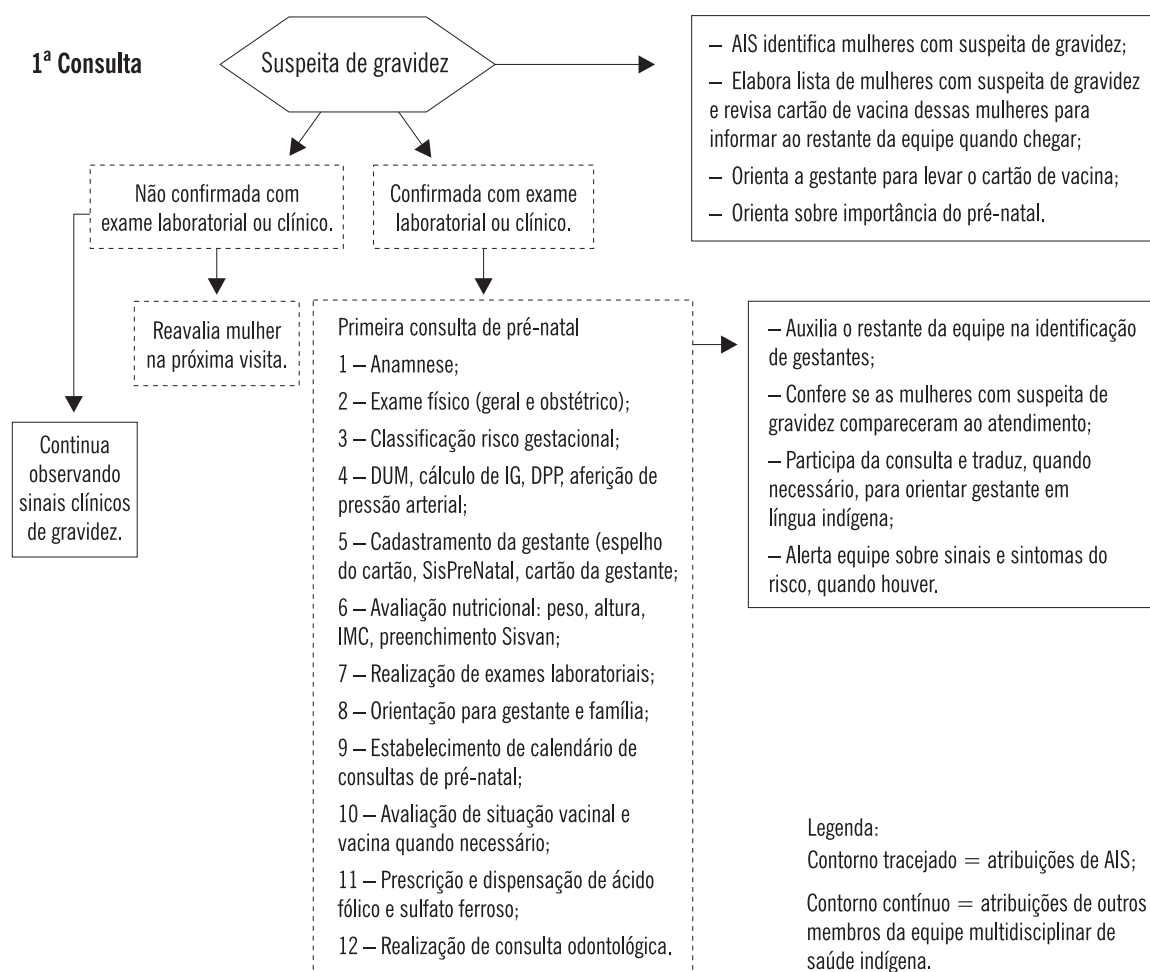 1ª Consulta
Suspeita de gravidez
– AIS identifica mulheres com suspeita de gravidez;
– Elabora lista de mulheres com suspeita de gravidez
e revisa cartão de vacina dessas mulheres para
informar ao restante da equipe quando chegar;
– Orienta a gestante para levar o cartão de vacina;
– Orienta sobre importância do pré-natal.
Não confirmada com
exame laboratorial ou clínico.
Confirmada com exame
laboratorial ou clínico.
Reavalia mulher
na próxima visita.
Continua
observando
sinais clínicos
de gravidez.
Primeira consulta de pré-natal
1 – Anamnese;
2 – Exame físico (geral e obstétrico);
3 – Classificação risco gestacional;
4 – DUM, cálculo de IG, DPP, aferição de
pressão arterial;
5 – Cadastramento da gestante (espelho
do cartão, SisPreNatal, cartão da gestante;
6 – Avaliação nutricional: peso, altura,
IMC, preenchimento Sisvan;
7 – Realização de exames laboratoriais;
8 – Orientação para gestante e família;
9 – Estabelecimento de calendário de
consultas de pré-natal;
10 – Avaliação de situação vacinal e
vacina quando necessário;
11 – Prescrição e dispensação de ácido
fólico e sulfato ferroso;
12 – Realização de consulta odontológica.
– Auxilia o restante da equipe na identificação
de gestantes;
– Confere se as mulheres com suspeita de
gravidez compareceram ao atendimento;
– Participa da consulta e traduz, quando
necessário, para orientar gestante em
língua indígena;
– Alerta equipe sobre sinais e sintomas do
risco, quando houver.
Legenda:
Contorno tracejado = atribuições de AIS;
Contorno contínuo = atribuições de outros
membros da equipe multidisciplinar de
saúde indígena.